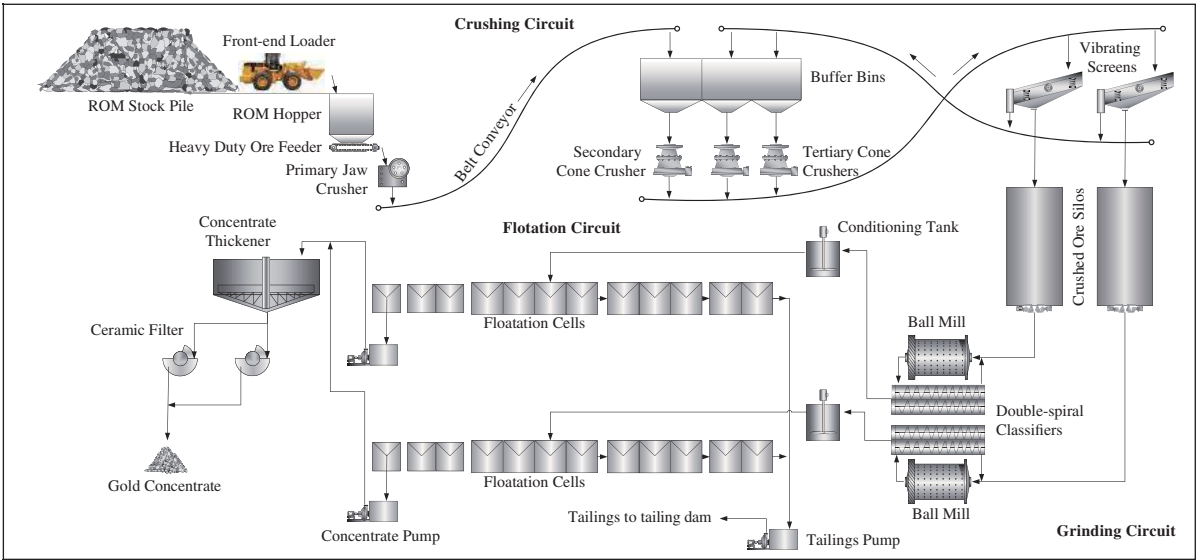 Crushing Circuit
Front-end Loader
ROM Stock Pile
ROM Hopper
Heavy Duty Ore Feeder
Primary Jaw
Crusher
Belt Conveyor
Buffer Bins
Secondary
Cone Crusher
Tertiary Cone
Crushers
Vibrating
Screens
Crushed Ore Silos
Concentrate
Thickener
Flotation Circuit
Conditioning Tank
Floatation Cells
Ceramic Filter
Ball Mill
Double-spiral
Classifiers
Gold Concentrate
Floatation Cells
Concentrate Pump
Tailings to tailing dam
Tailings Pump
Ball Mill
Grinding Circuit